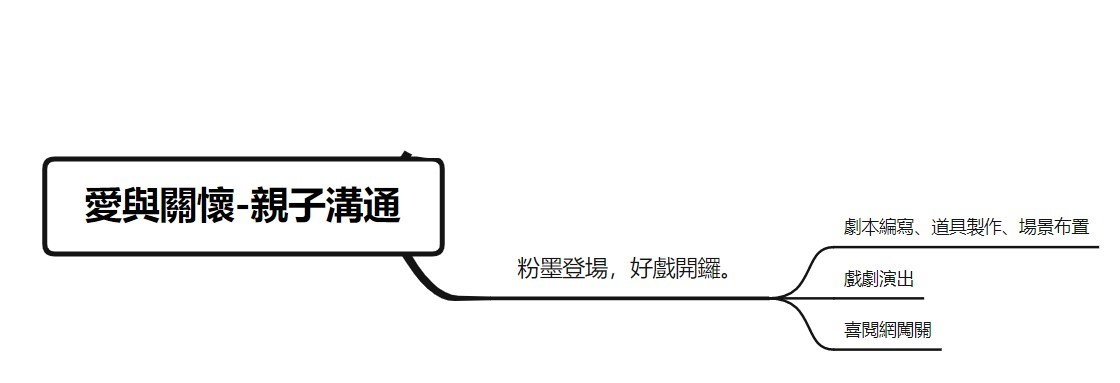 愛與關懷-親子溝通
粉墨登場，好戲開鑼。
劇本編寫、道具製作、場景布置
戲劇演出
喜閱網闖關